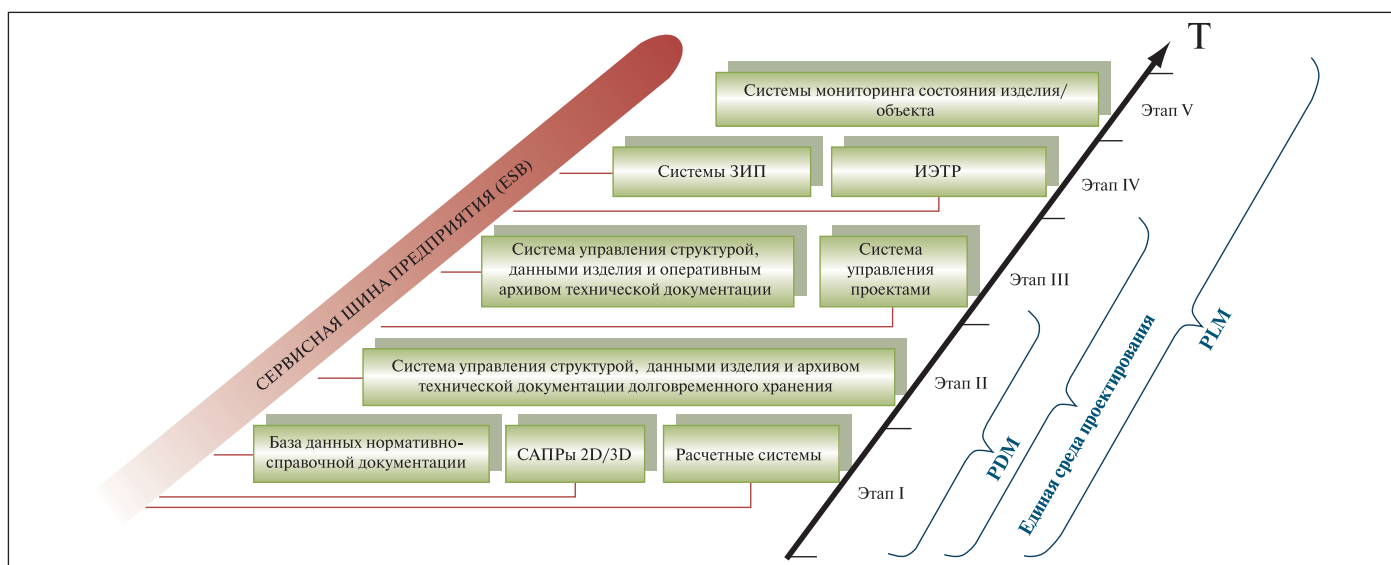 T
Системы мониторинга состояния изделия/
объекта
Этап V
Системы ЗИП
ИЭТР
Этап IV
СЕРВИСНАЯ ШИНА ПРЕДПРИЯТИЯ (ESB)
Система управления структурой,
данными изделия и оперативным
архивом технической документации
Система
управления
проектами
Этап III
Система управления структурой, данными изделия и архивом
технической документации долговременного хранения
Этап II
База данных нормативно-
справочной документации
САПРы 2D/3D
Расчетные системы
Этап I
PDM
Единая среда проектирования
PLM